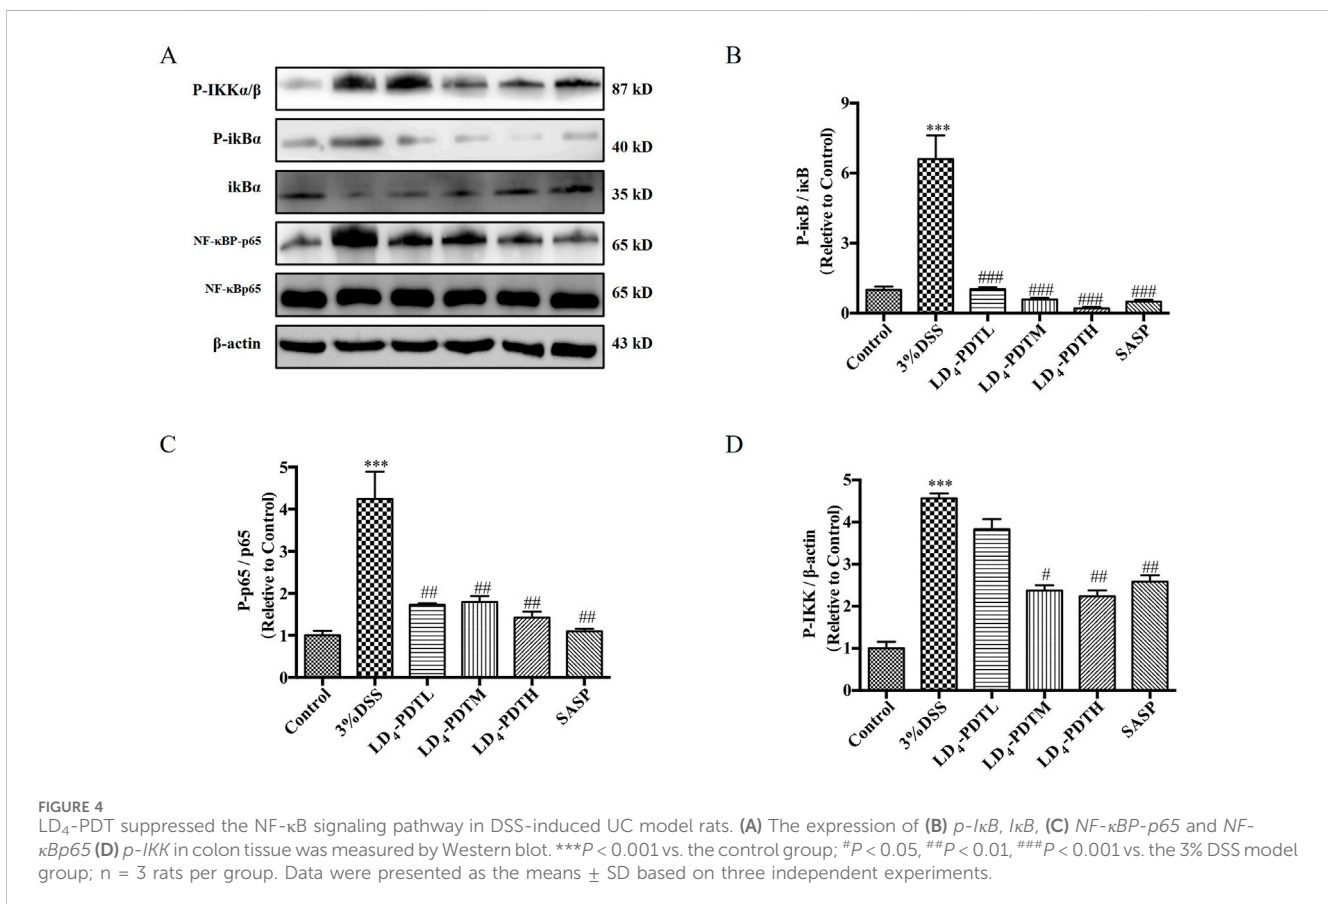 A
P-IKKα/β
87 kD
P-ikBα
40 kD
ikBα
35 kD
NF-κBP-p65
65 kD
NF-κBp65
65 kD
β-actin
43 kD
B
P-iκB / iκB
(Reletive to Control)
9
6
3
0
***
###
###
###
###
Control
3%DSS
LD₄-PDTL
LD₄-PDTM
LD₄-PDTH
SASP
C
P-p65 / p65
(Reletive to Control)
5
4
2
1
0
***
##
##
##
##
Control
3%DSS
LD₄-PDTL
LD₄-PDTM
LD₄-PDTH
SASP
D
P-IKK / β-actin
(Reletive to Control)
5
4
2
1
0
***
#
##
##
Control
3%DSS
LD₄-PDTL
LD₄-PDTM
LD₄-PDTH
SASP
FIGURE 4
LD₄-PDT suppressed the NF-κB signaling pathway in DSS-induced UC model rats. (A) The expression of (B) p-IκB, IκB, (C) NF-κBP-p65 and NF-
κBp65 (D) p-IKK in colon tissue was measured by Western blot. ***P < 0.001 vs. the control group; #P < 0.05, ##P < 0.01, ###P < 0.001 vs. the 3% DSS model
group; n = 3 rats per group. Data were presented as the means ± SD based on three independent experiments.